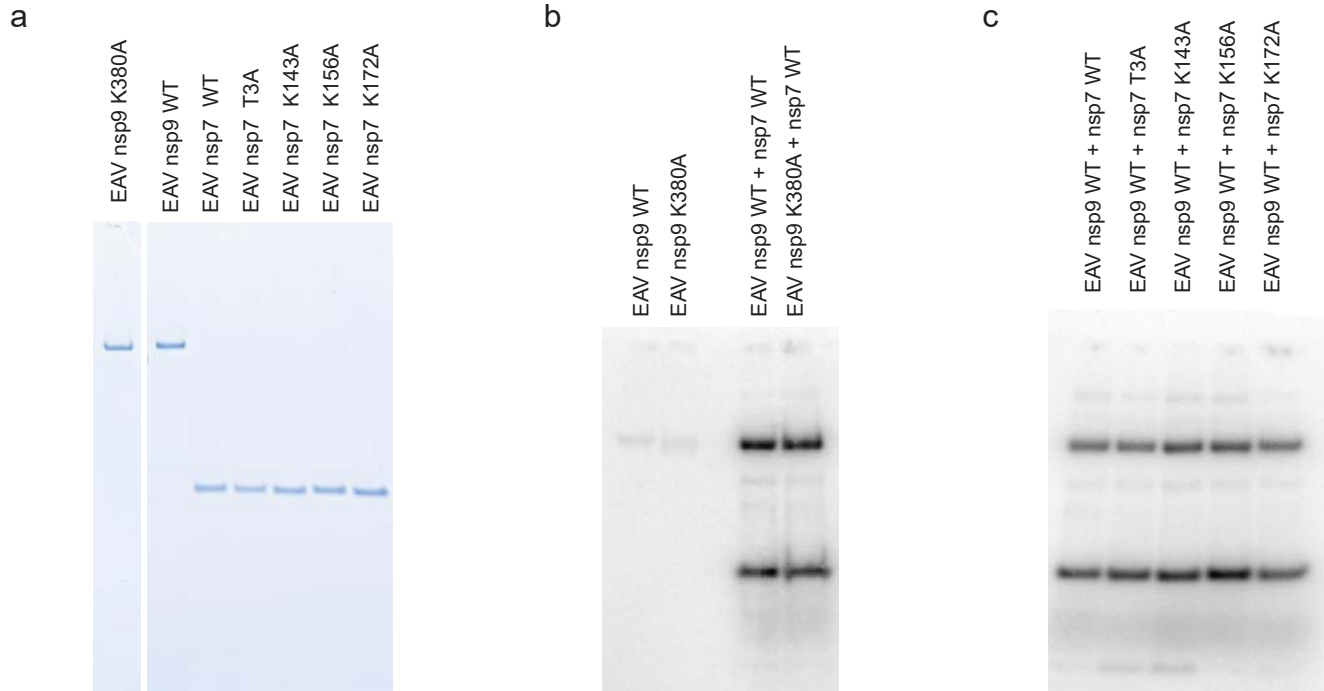 a
EAV nsp9 K380A
EAV nsp9 WT
EAV nsp7 WT
EAV nsp7 T3A
EAV nsp7 K143A
EAV nsp7 K156A
EAV nsp7 K172A
b
EAV nsp9 WT
EAV nsp9 K380A
EAV nsp9 WT + nsp7 WT
EAV nsp9 K380A + nsp7 WT
c
EAV nsp9 WT + nsp7 WT
EAV nsp9 WT + nsp7 T3A
EAV nsp9 WT + nsp7 K143A
EAV nsp9 WT + nsp7 K156A
EAV nsp9 WT + nsp7 K172A